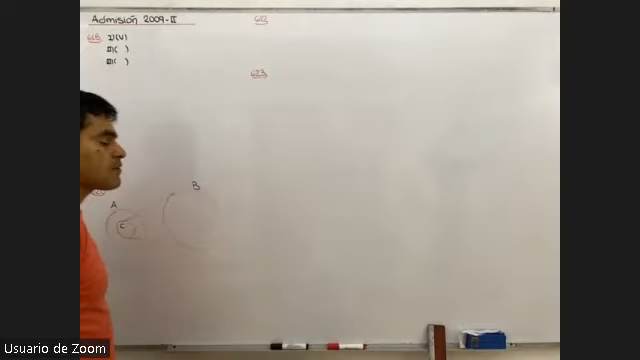 Admisión 2009-II
618 I)(V)
II)( )
III)( )
622
623
A
C
B
Usuario de Zoom